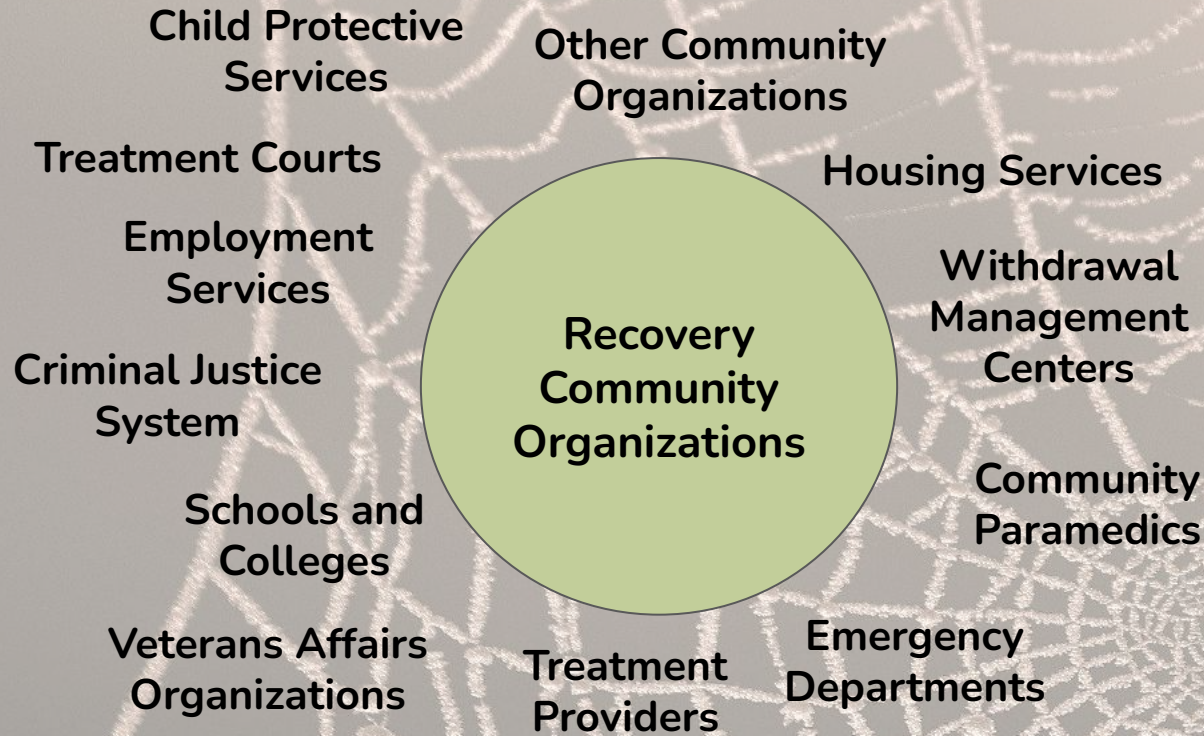 Child Protective
Services
Other Community
Organizations
Treatment Courts
Housing Services
Employment
Services
Withdrawal
Management
Centers
Recovery
Community
Organizations
Criminal Justice
System
Community
Paramedics
Schools and
Colleges
Veterans Affairs
Organizations
Treatment
Providers
Emergency
Departments